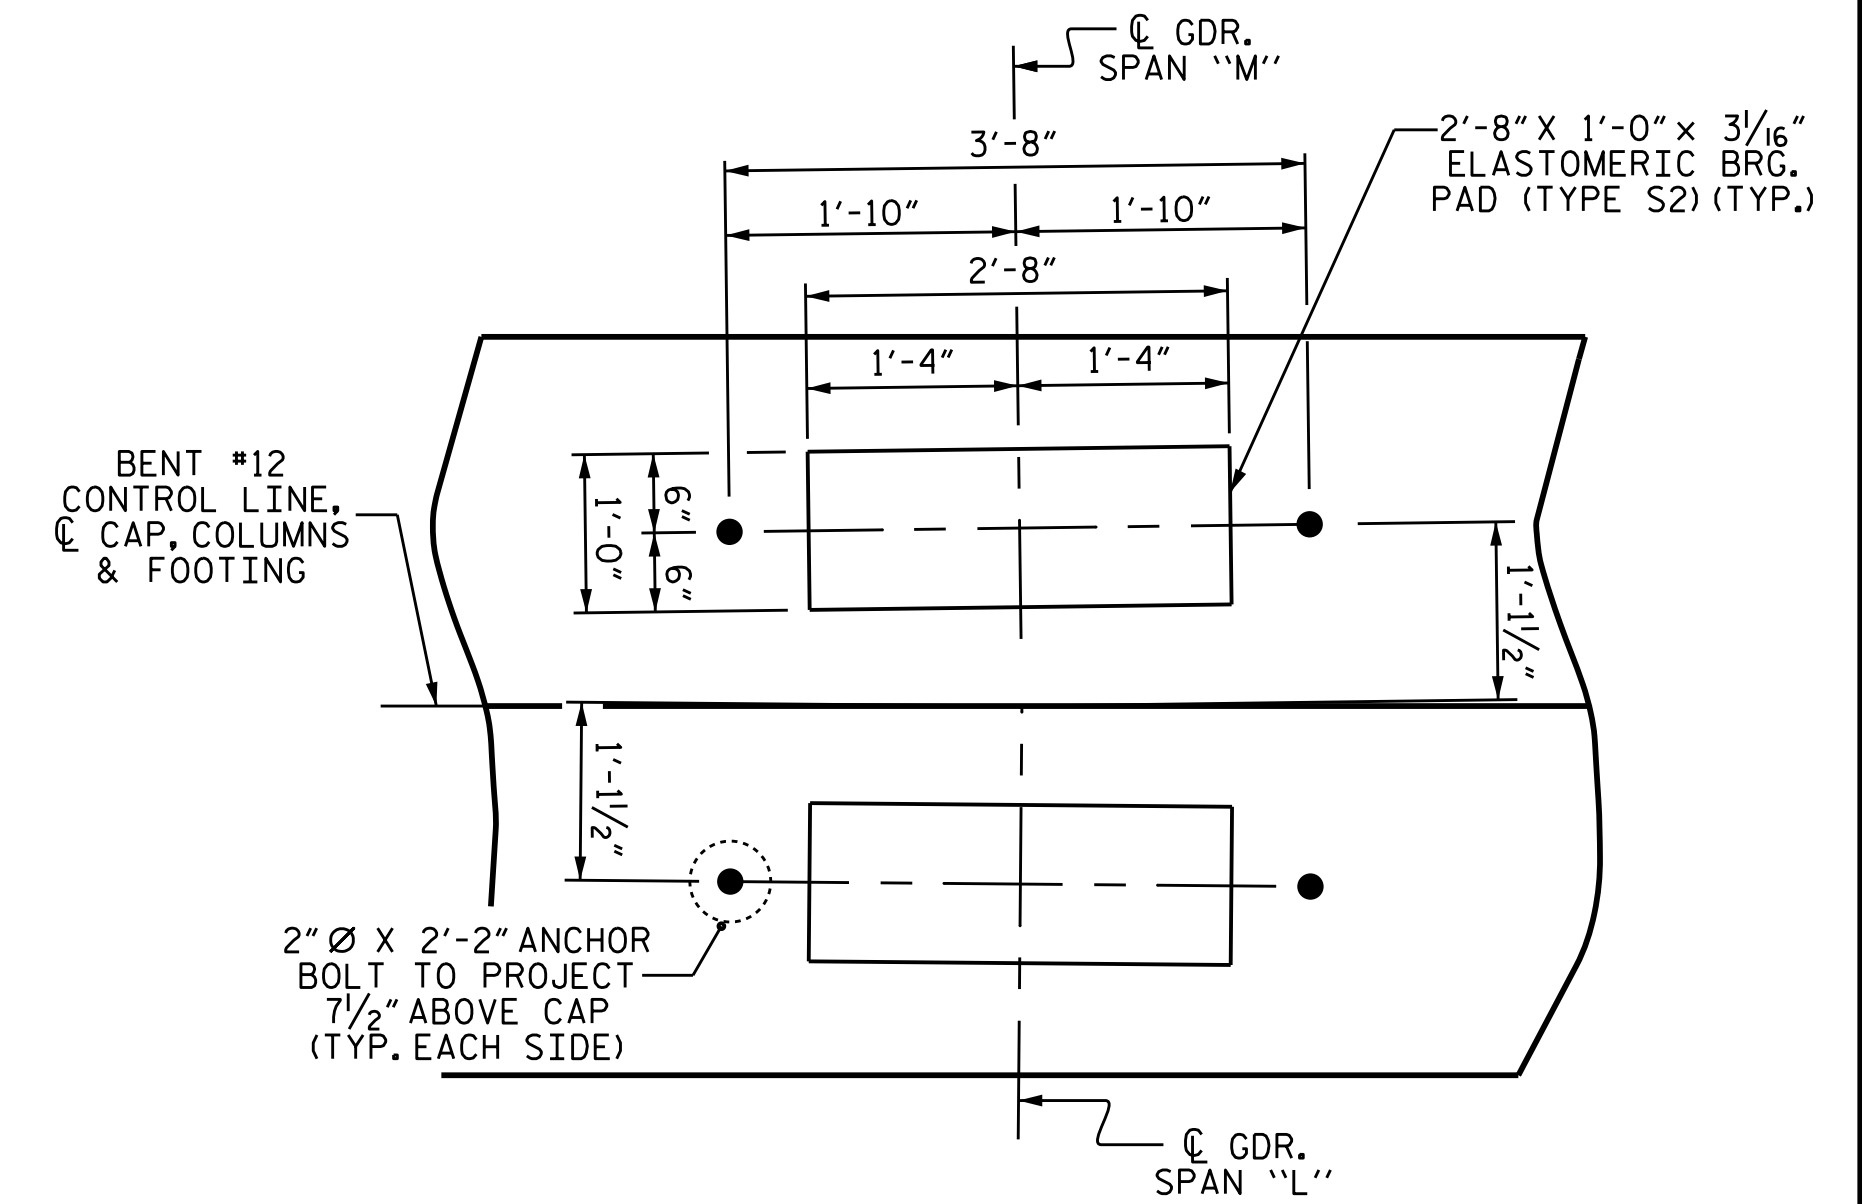 ℄ GDR.
SPAN "M"
3'-8"
2'-8" X 1'-0" x 3 1/16"
ELASTOMERIC BRG.
PAD (TYPE S2) (TYP.)
1'-10"
1'-10"
2'-8"
1'-4"
1'-4"
BENT #12
CONTROL LINE,
℄ CAP, COLUMNS
& FOOTING
1'-0"
6"
6"
1'-1 1/2"
1'-1 1/2"
2" Ø X 2'-2" ANCHOR
BOLT TO PROJECT
7 1/2" ABOVE CAP
(TYP. EACH SIDE)
℄ GDR.
SPAN "L"